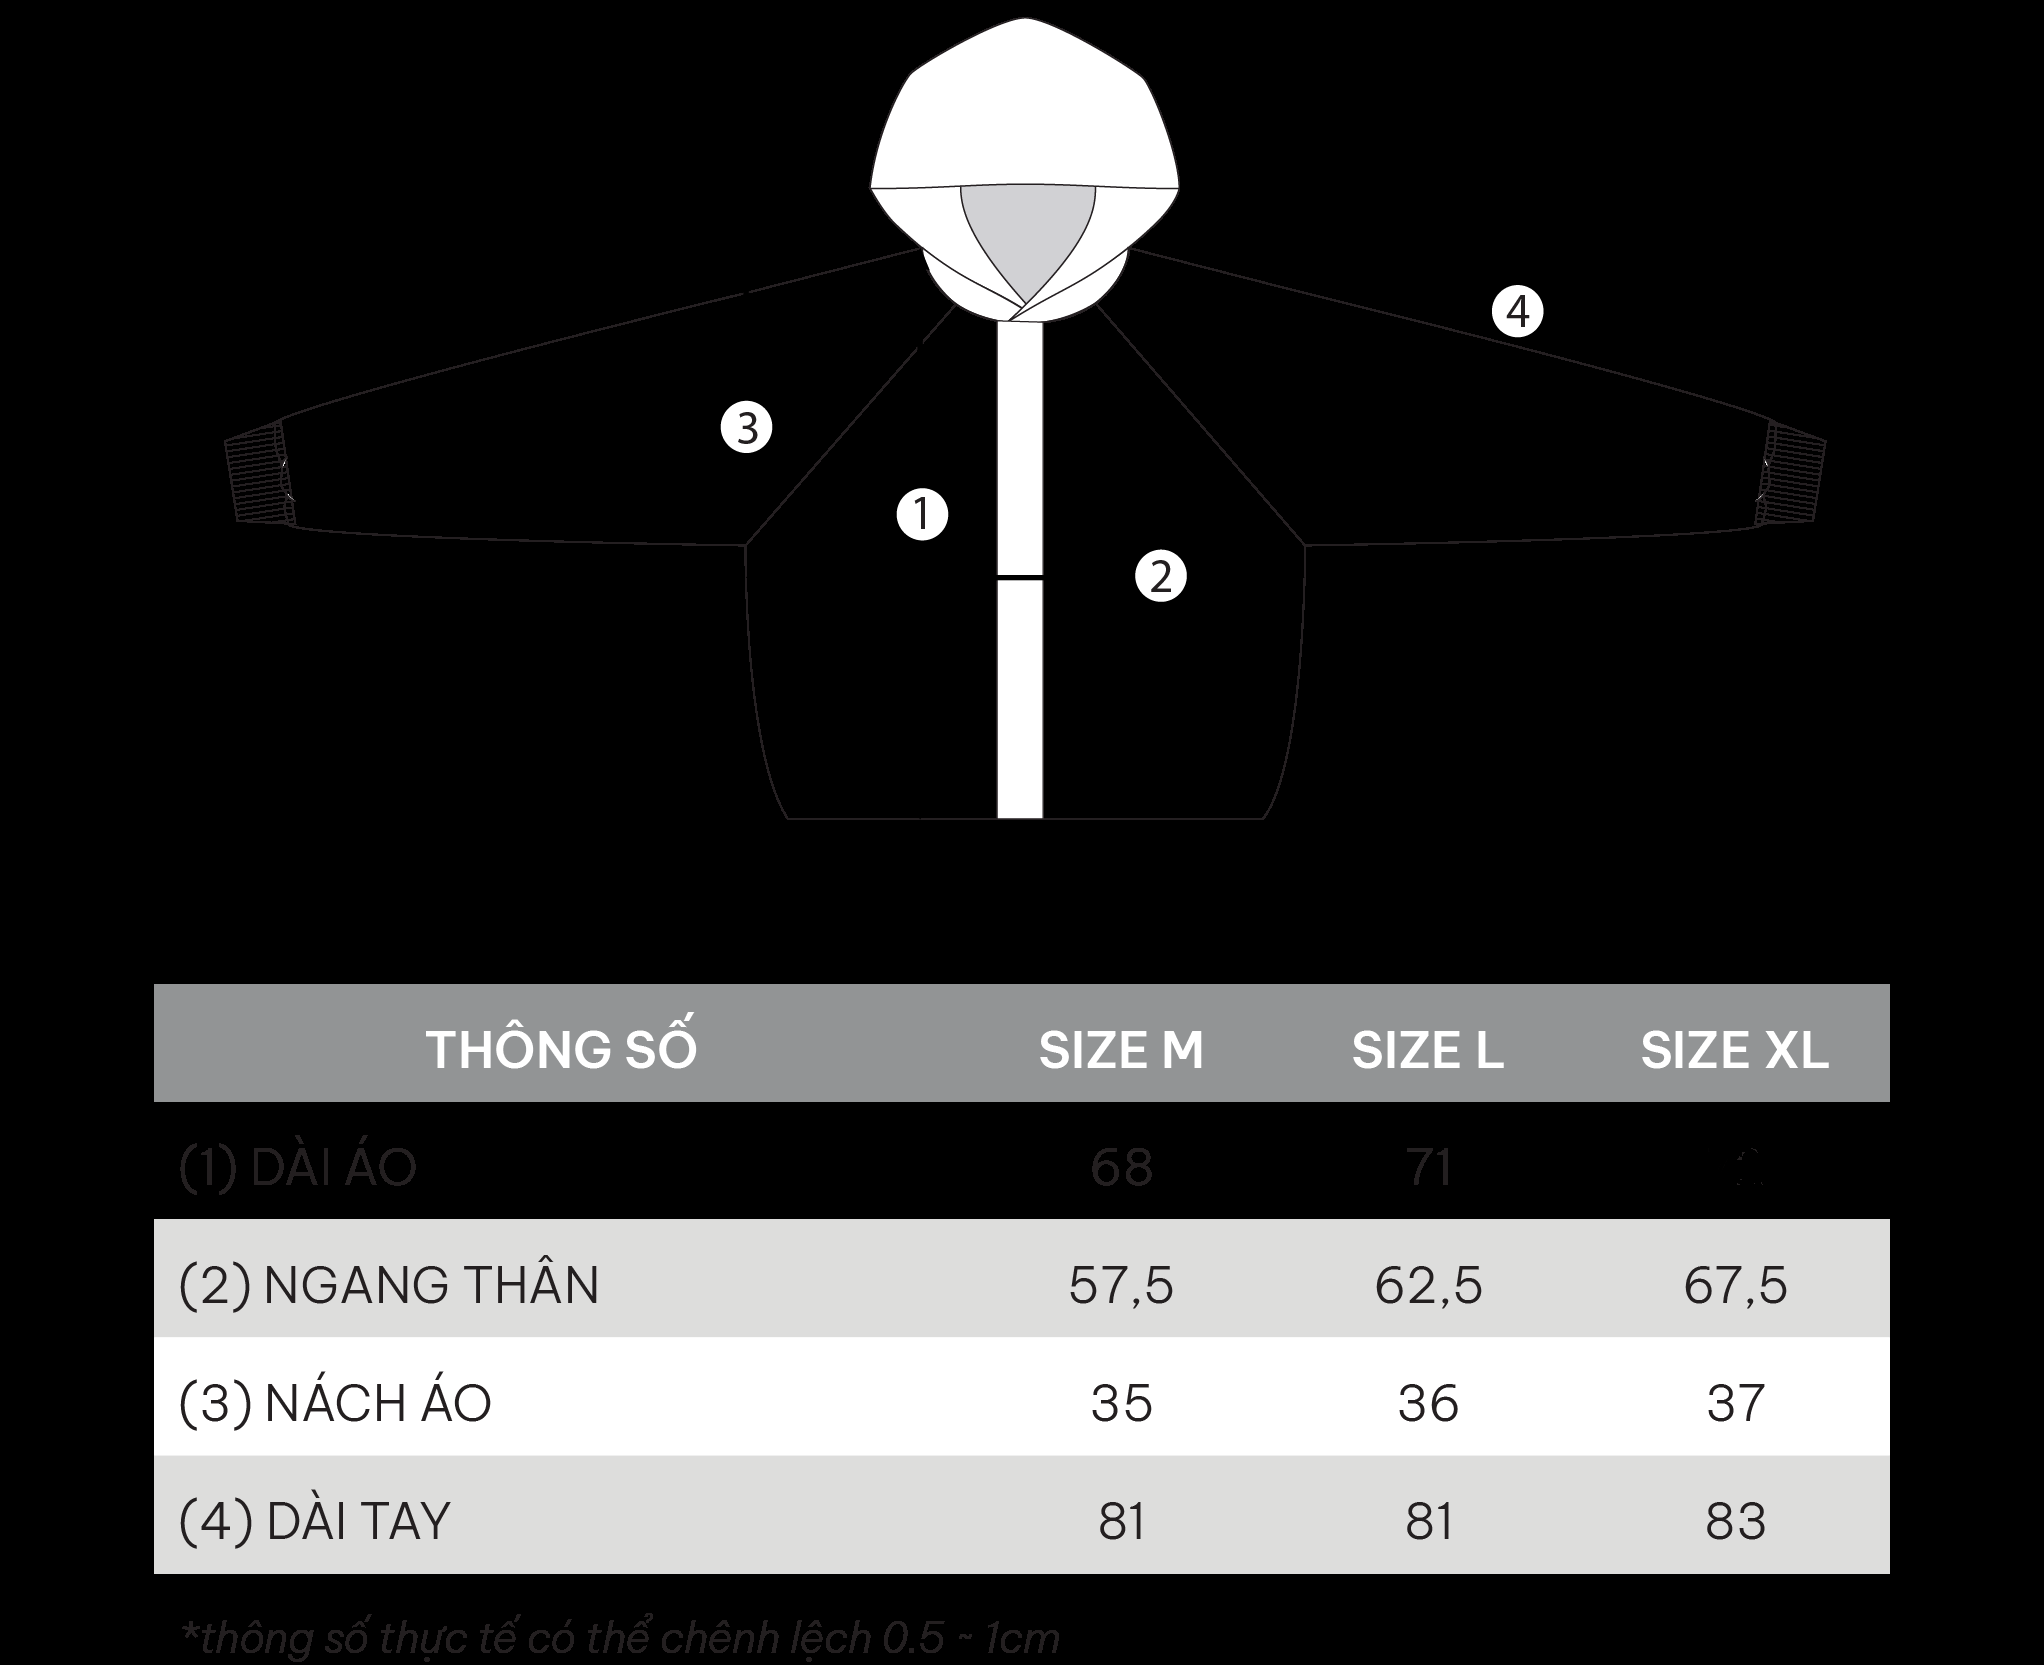 4
3
1
2
THÔNG SỐ SIZE M SIZE L SIZE XL
(1) DÀI ÁO 68 71
(2) NGANG THÂN 57,5 62,5 67,5
(3) NÁCH ÁO 35 36 37
(4) DÀI TAY 81 81 83
*thông số thực tế có thể chênh lệch 0.5 ~ 1cm